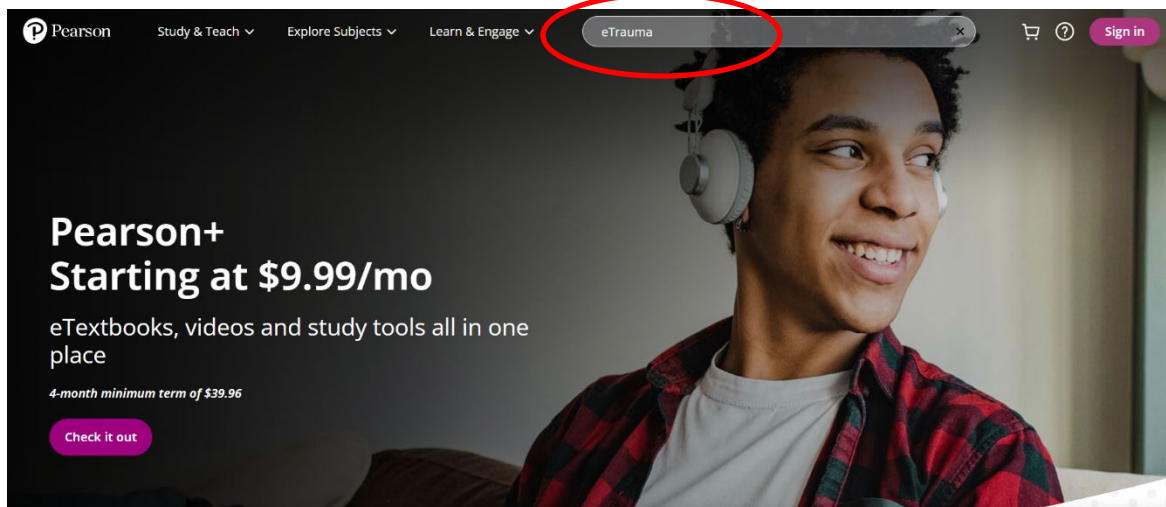 Pearson Study & Teach Explore Subjects Learn & Engage eTrauma × Sign in
Pearson+
Starting at $9.99/mo
eTextbooks, videos and study tools all in one
place
4-month minimum term of $39.96
Check it out